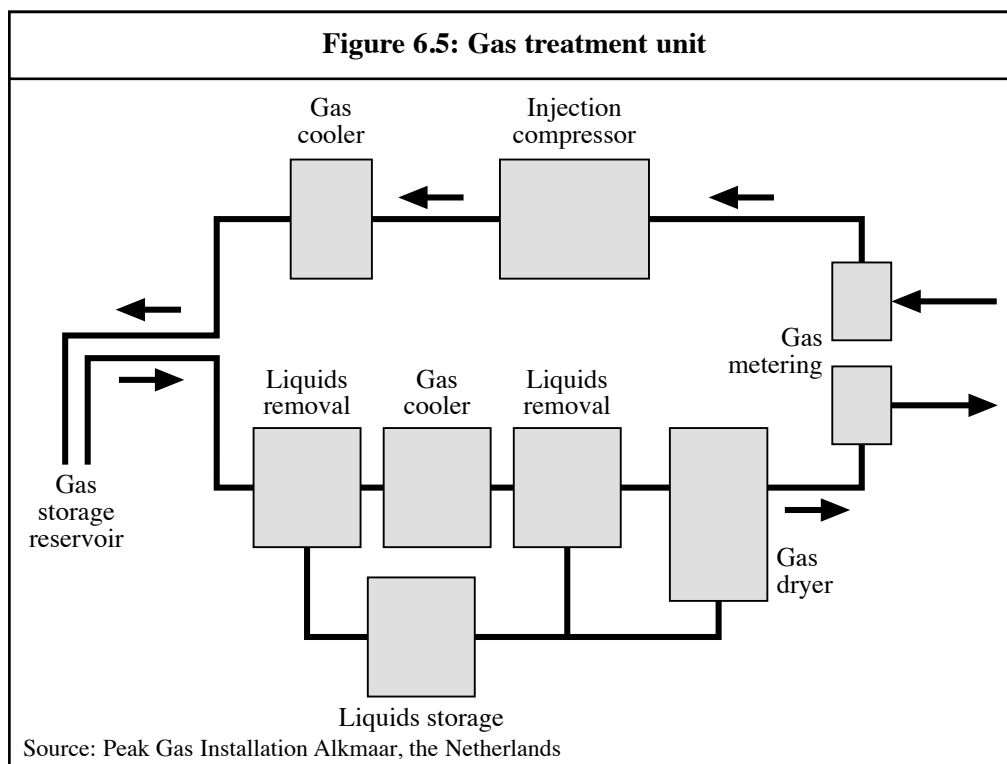 Figure 6.5: Gas treatment unit
Gas
cooler
Injection
compressor
Gas
metering
Liquids
removal
Gas
cooler
Liquids
removal
Gas
storage
reservoir
Gas
dryer
Liquids storage
Source: Peak Gas Installation Alkmaar, the Netherlands